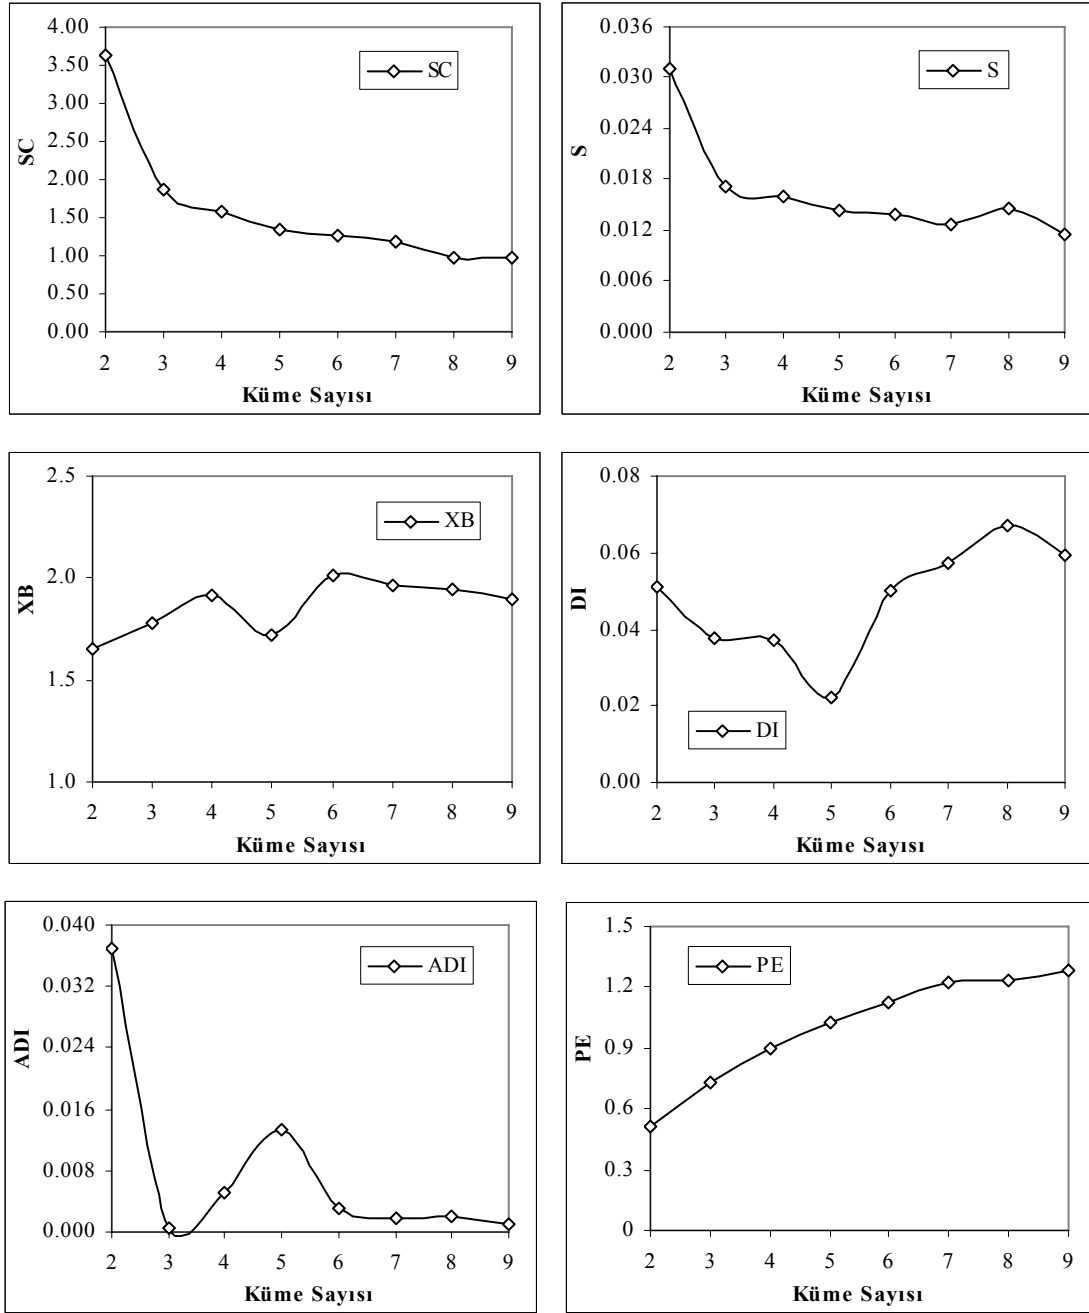 4.00
3.50
3.00
2.50
2.00
1.50
1.00
0.50
0.00
SC
SC
2 3 4 5 6 7 8 9
Küme Sayısı
0.036
0.030
0.024
0.018
0.012
0.006
0.000
S
S
2 3 4 5 6 7 8 9
Küme Sayısı
2.5
2.0
1.5
1.0
XB
XB
2 3 4 5 6 7 8 9
Küme Sayısı
0.08
0.06
0.04
0.02
0.00
DI
DI
2 3 4 5 6 7 8 9
Küme Sayısı
0.040
0.032
0.024
0.016
0.008
0.000
ADI
ADI
2 3 4 5 6 7 8 9
Küme Sayısı
1.5
1.2
0.9
0.6
0.3
0
PE
PE
2 3 4 5 6 7 8 9
Küme Sayısı